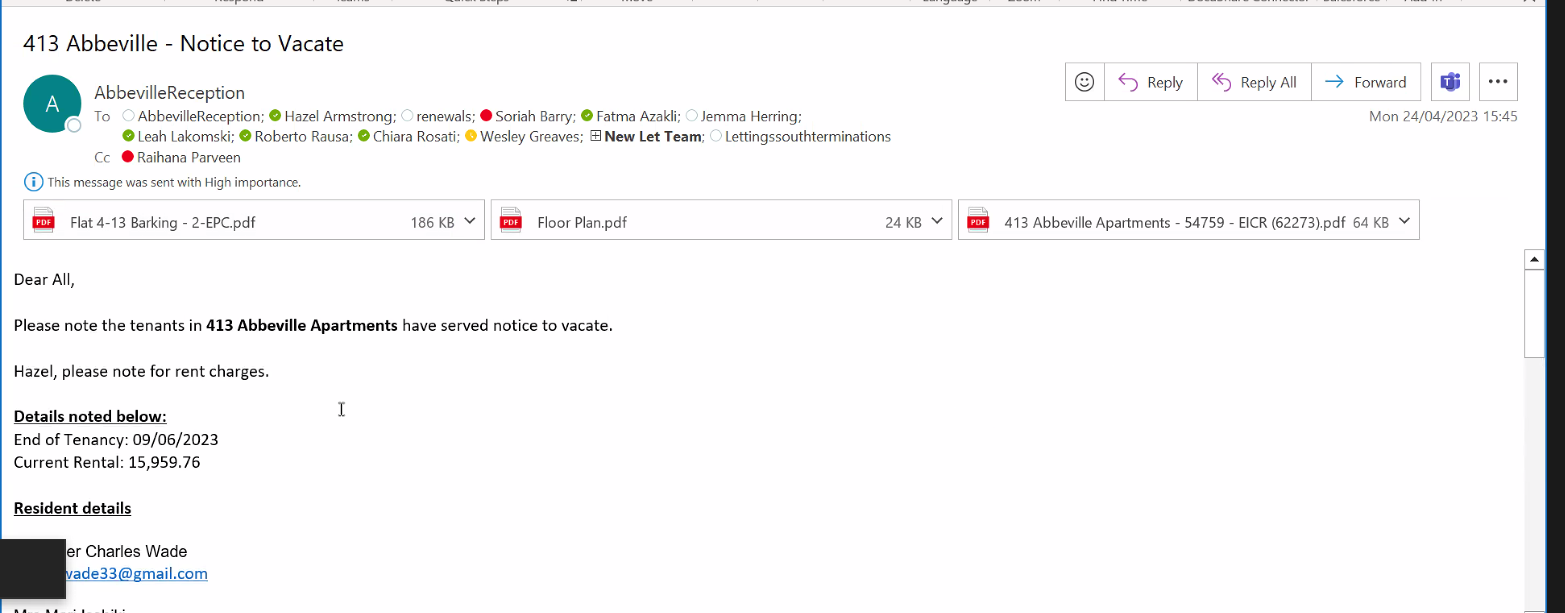 413 Abbeville - Notice to Vacate
A
AbbevilleReception
Reply
Reply All
Forward
To AbbevilleReception; Hazel Armstrong; renewals; Soriah Barry; Fatma Azakli; Jemma Herring;
Leah Lakomski; Roberto Rausa; Chiara Rosati; Wesley Greaves; New Let Team; Lettingssouthterminations
Mon 24/04/2023 15:45
Cc Raihana Parveen
This message was sent with High importance.
PDF Flat 4-13 Barking - 2-EPC.pdf 186 KB
PDF Floor Plan.pdf 24 KB
PDF 413 Abbeville Apartments - 54759 - EICR (62273).pdf 64 KB
Dear All,
Please note the tenants in 413 Abbeville Apartments have served notice to vacate.
Hazel, please note for rent charges.
Details noted below:
End of Tenancy: 09/06/2023
Current Rental: 15,959.76
Resident details
er Charles Wade
wade33@gmail.com